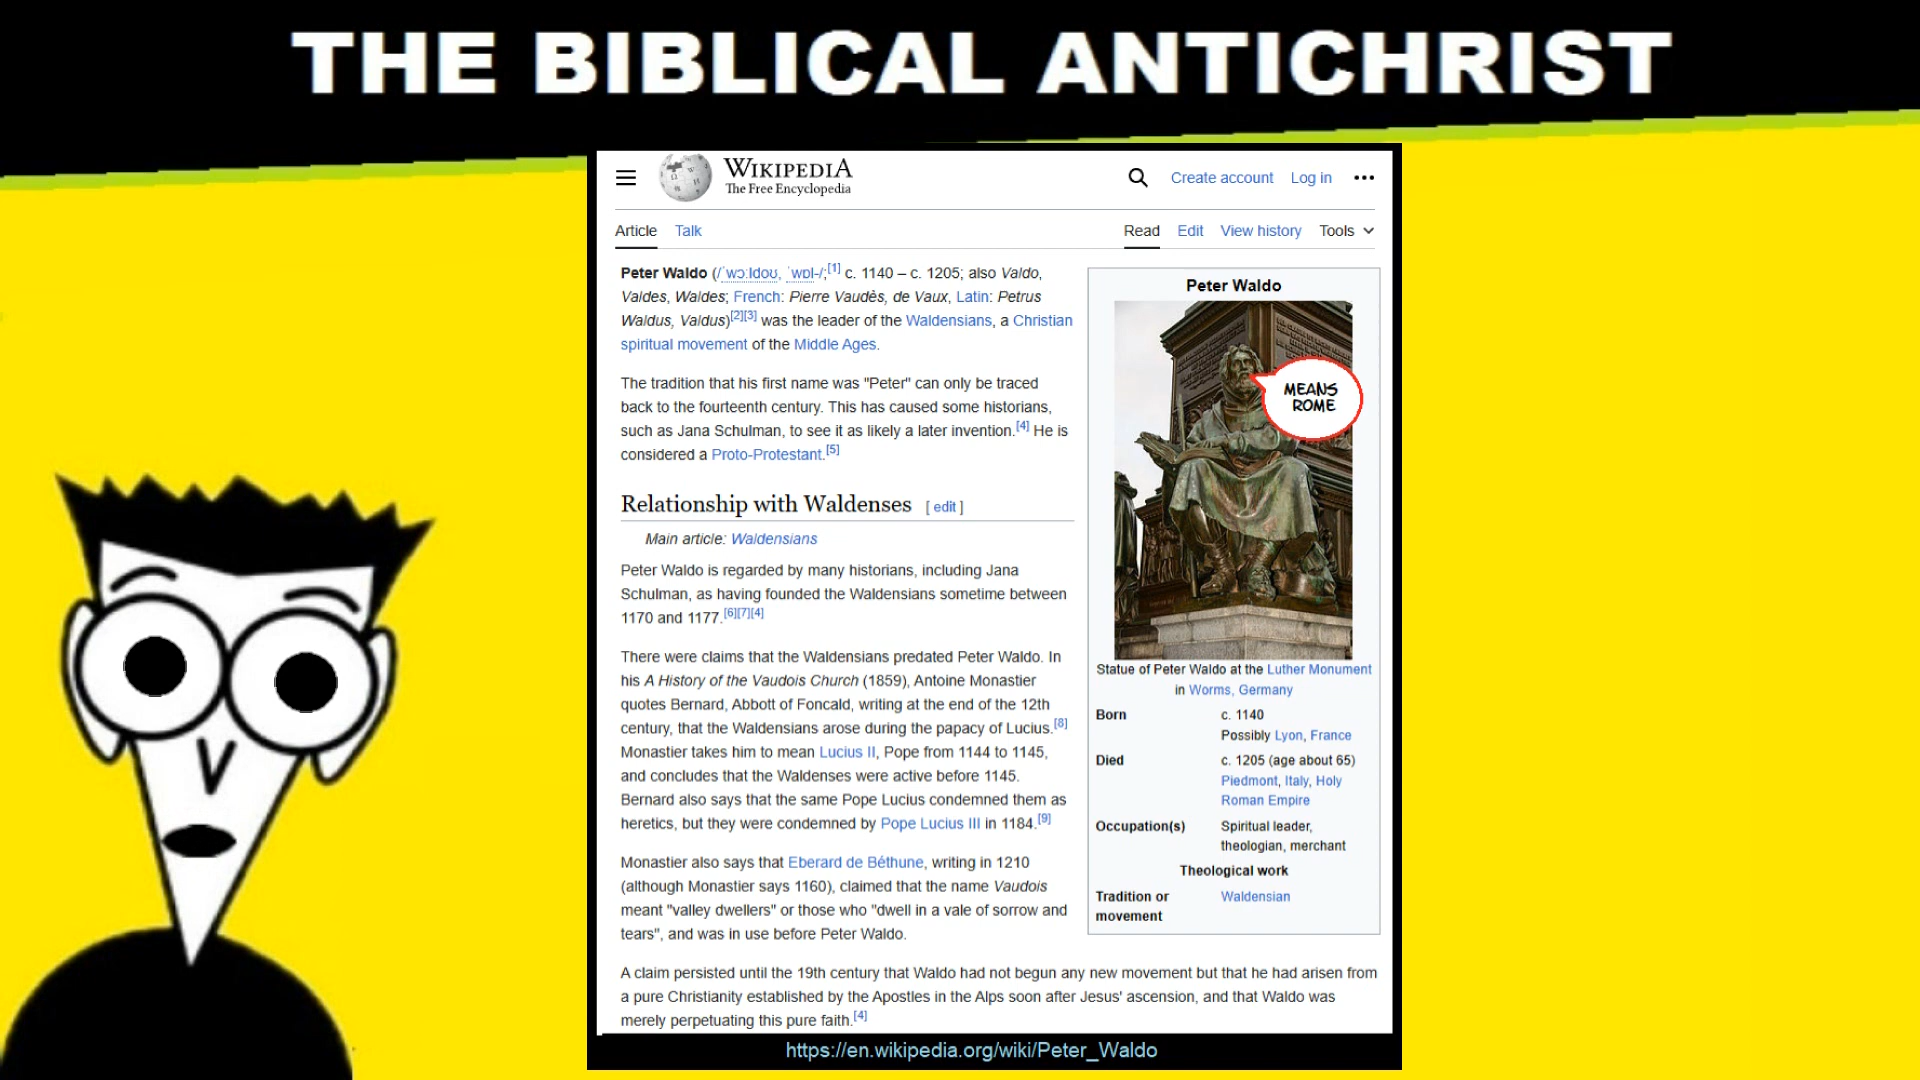 THE BIBLICAL ANTICHRIST
WIKIPEDIA
The Free Encyclopedia
Create account Log in
Article Talk
Read Edit View history Tools
Peter Waldo (/ˈwɔːldoʊ, ˈwɒl-/;[1] c. 1140 – c. 1205; also Valdo,
Valdes, Waldes; French: Pierre Vaudès, de Vaux, Latin: Petrus
Waldus, Valdus)[2][3] was the leader of the Waldensians, a Christian
spiritual movement of the Middle Ages.
The tradition that his first name was "Peter" can only be traced
back to the fourteenth century. This has caused some historians,
such as Jana Schulman, to see it as likely a later invention.[4] He is
considered a Proto-Protestant.[5]
Relationship with Waldenses [ edit ]
Main article: Waldensians
Peter Waldo is regarded by many historians, including Jana
Schulman, as having founded the Waldensians sometime between
1170 and 1177.[6][7][4]
There were claims that the Waldensians predated Peter Waldo. In
his A History of the Vaudois Church (1859), Antoine Monastier
quotes Bernard, Abbott of Foncald, writing at the end of the 12th
century, that the Waldensians arose during the papacy of Lucius.[8]
Monastier takes him to mean Lucius II, Pope from 1144 to 1145,
and concludes that the Waldenses were active before 1145.
Bernard also says that the same Pope Lucius condemned them as
heretics, but they were condemned by Pope Lucius III in 1184.[9]
Monastier also says that Eberard de Béthune, writing in 1210
(although Monastier says 1160), claimed that the name Vaudois
meant "valley dwellers" or those who "dwell in a vale of sorrow and
tears", and was in use before Peter Waldo.
A claim persisted until the 19th century that Waldo had not begun any new movement but that he had arisen from
a pure Christianity established by the Apostles in the Alps soon after Jesus' ascension, and that Waldo was
merely perpetuating this pure faith.[4]
Peter Waldo
MEANS
ROME
Statue of Peter Waldo at the Luther Monument
in Worms, Germany
Born c. 1140
Possibly Lyon, France
Died c. 1205 (age about 65)
Piedmont, Italy, Holy
Roman Empire
Occupation(s) Spiritual leader,
theologian, merchant
Theological work
Tradition or Waldensian
movement
https://en.wikipedia.org/wiki/Peter_Waldo